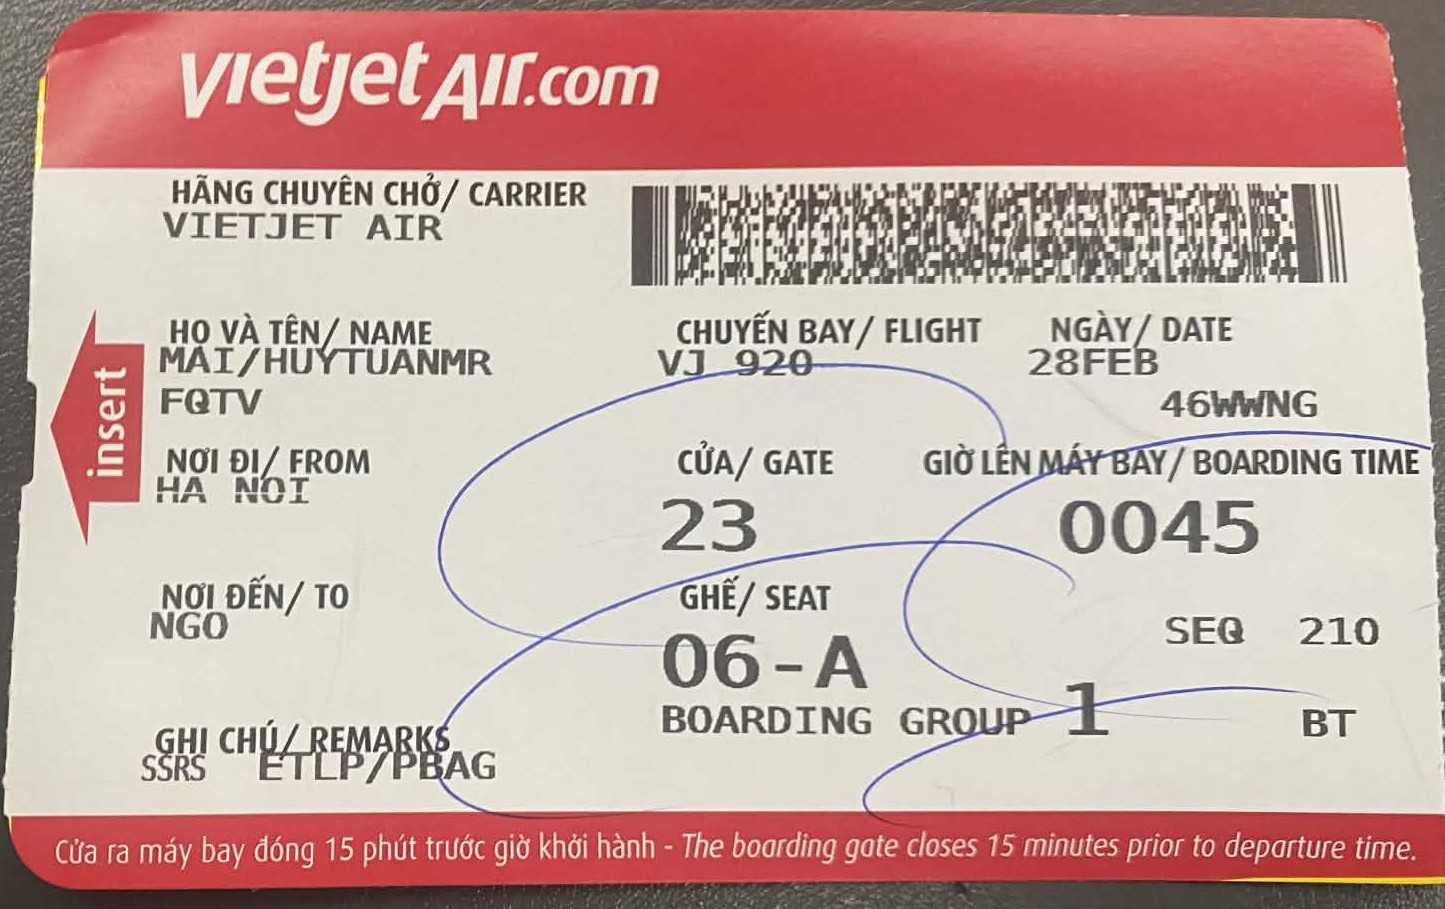 vietjetAir.com
HÃNG CHUYÊN CHỞ/ CARRIER
VIETJET AIR
HỌ VÀ TÊN/ NAME
MAI/HUYTUANMR
FQTV
CHUYẾN BAY/ FLIGHT
VJ 920
NGÀY/ DATE
28FEB
46WWNG
insert
NƠI ĐI/ FROM
HA NOI
CỬA/ GATE
23
GIỜ LÊN MÁY BAY/ BOARDING TIME
0045
NƠI ĐẾN/ TO
NGO
GHẾ/ SEAT
06-A
SEQ 210
BOARDING GROUP 1
BT
GHI CHÚ/ REMARKS
SSRS ETLP/PBAG
Cửa ra máy bay đóng 15 phút trước giờ khởi hành - The boarding gate closes 15 minutes prior to departure time.